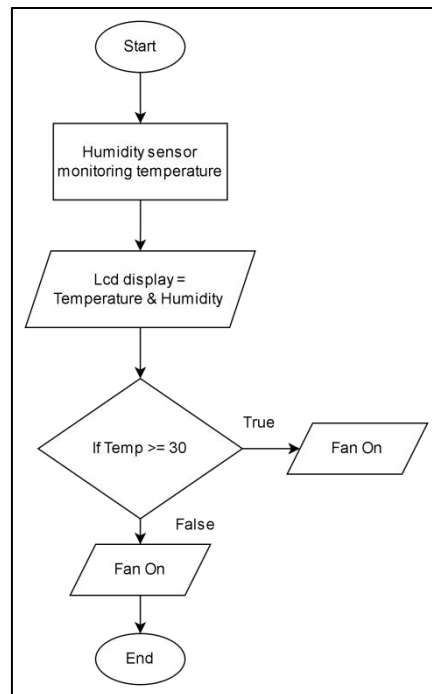 Start
Humidity sensor
monitoring temperature
Lcd display =
Temperature & Humidity
If Temp >= 30
True
Fan On
False
Fan On
End